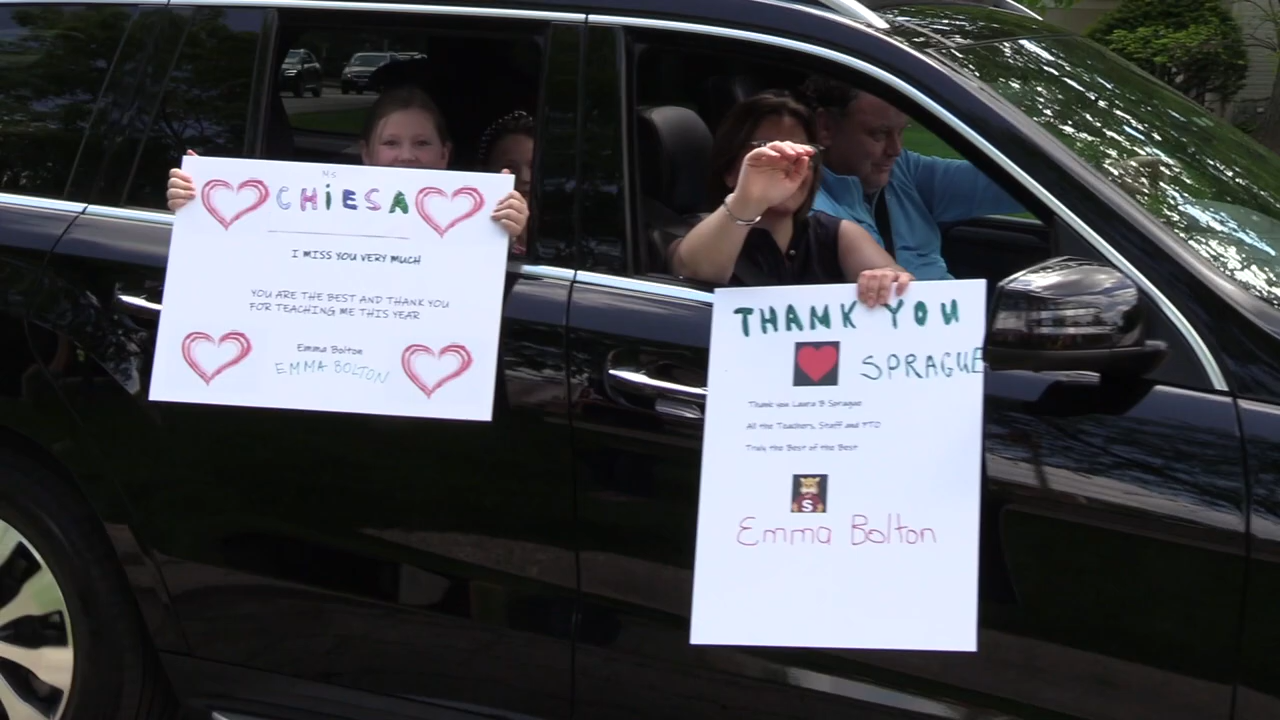 Ms
CHiESA
I MISS YOU VERY MUCH
YOU ARE THE BEST AND THANK YOU
FOR TEACHING ME THIS YEAR
Emma Bolton
EMMA BOLTON
THANK YOU
SPRAGUE
Thank you Laura B Sprague
All the Teachers, Staff and PTO
Truly the Best of the Best
S
Emma Bolton